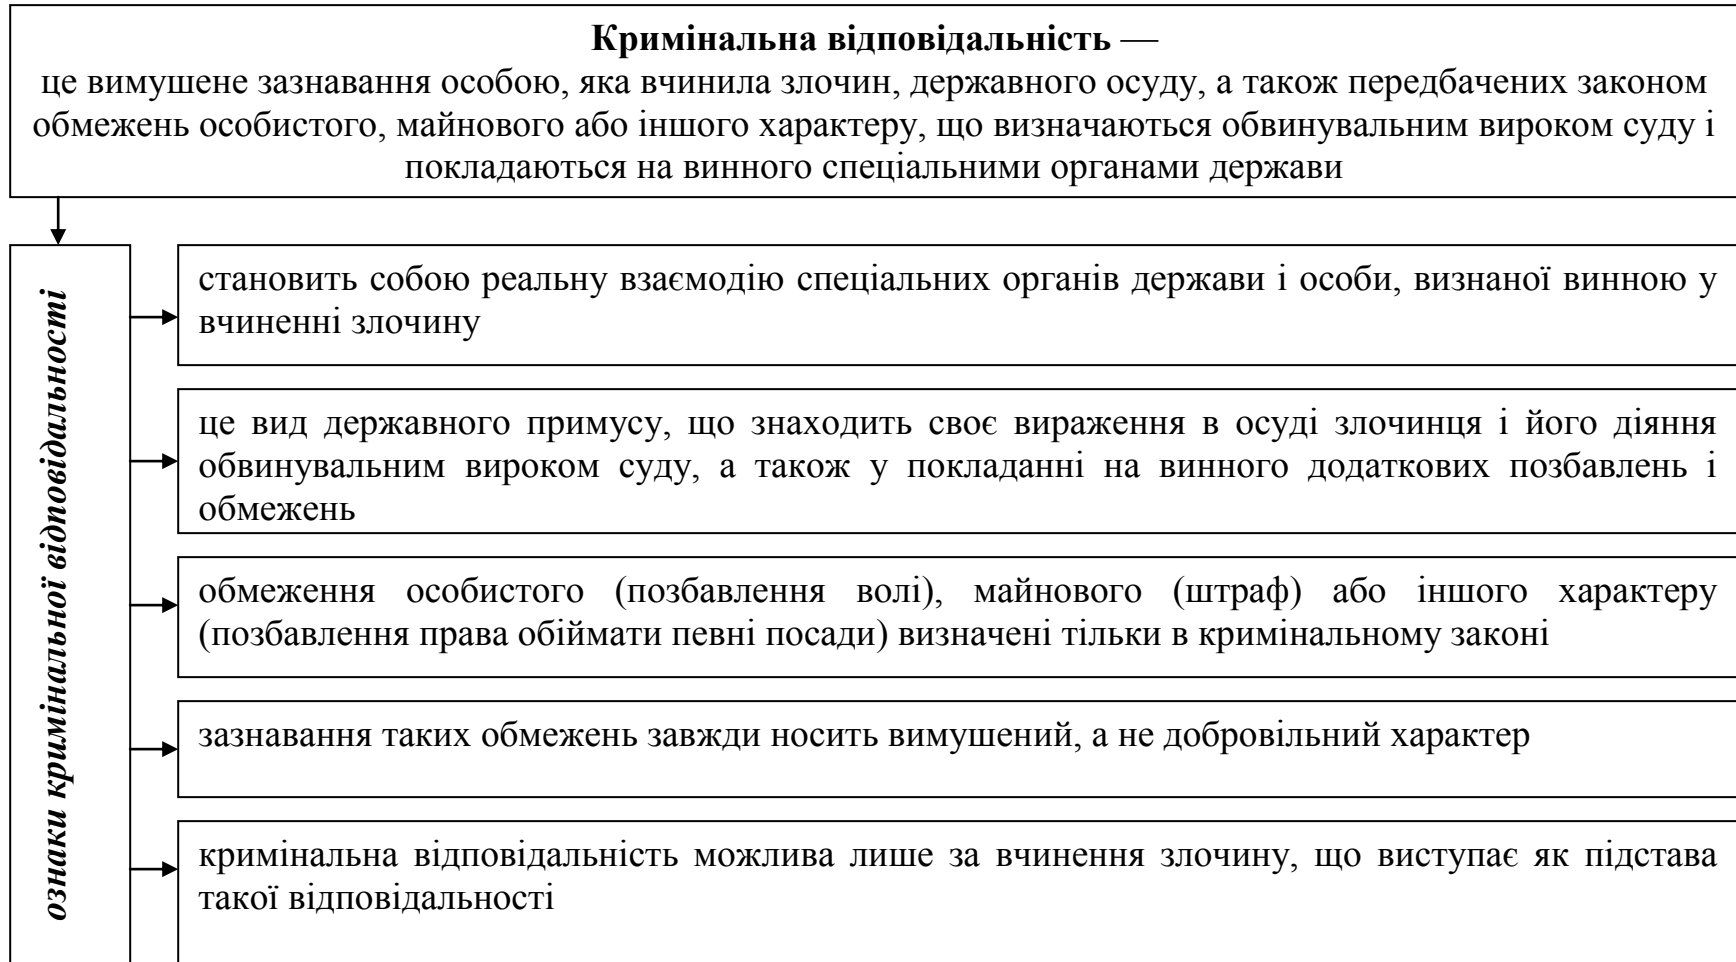 Кримінальна відповідальність —
це вимушене зазнавання особою, яка вчинила злочин, державного осуду, а також передбачених законом
обмежень особистого, майнового або іншого характеру, що визначаються обвинувальним вироком суду і
покладаються на винного спеціальними органами держави
ознаки кримінальної відповідальності
становить собою реальну взаємодію спеціальних органів держави і особи, визнаної винною у
вчиненні злочину
це вид державного примусу, що знаходить своє вираження в осуді злочинця і його діяння
обвинувальним вироком суду, а також у покладанні на винного додаткових позбавлень і
обмежень
обмеження особистого (позбавлення волі), майнового (штраф) або іншого характеру
(позбавлення права обіймати певні посади) визначені тільки в кримінальному законі
зазнавання таких обмежень завжди носить вимушений, а не добровільний характер
кримінальна відповідальність можлива лише за вчинення злочину, що виступає як підстава
такої відповідальності